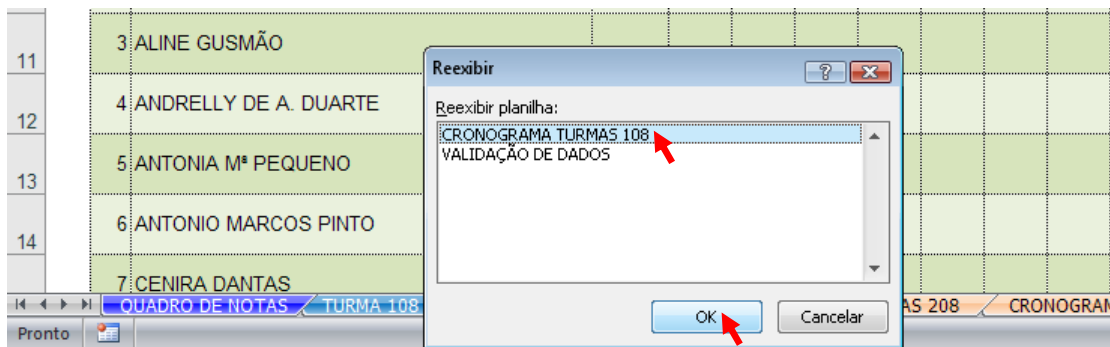 11 3 ALINE GUSMÃO
12 4 ANDRELLY DE A. DUARTE
13 5 ANTONIA Mª PEQUENO
14 6 ANTONIO MARCOS PINTO
7 CENIRA DANTAS
Reexibir
Reexibir planilha:
CRONOGRAMA TURMAS 108
VALIDAÇÃO DE DADOS
OK Cancelar
QUADRO DE NOTAS TURMA 108 AS 208 CRONOGRAM
Pronto